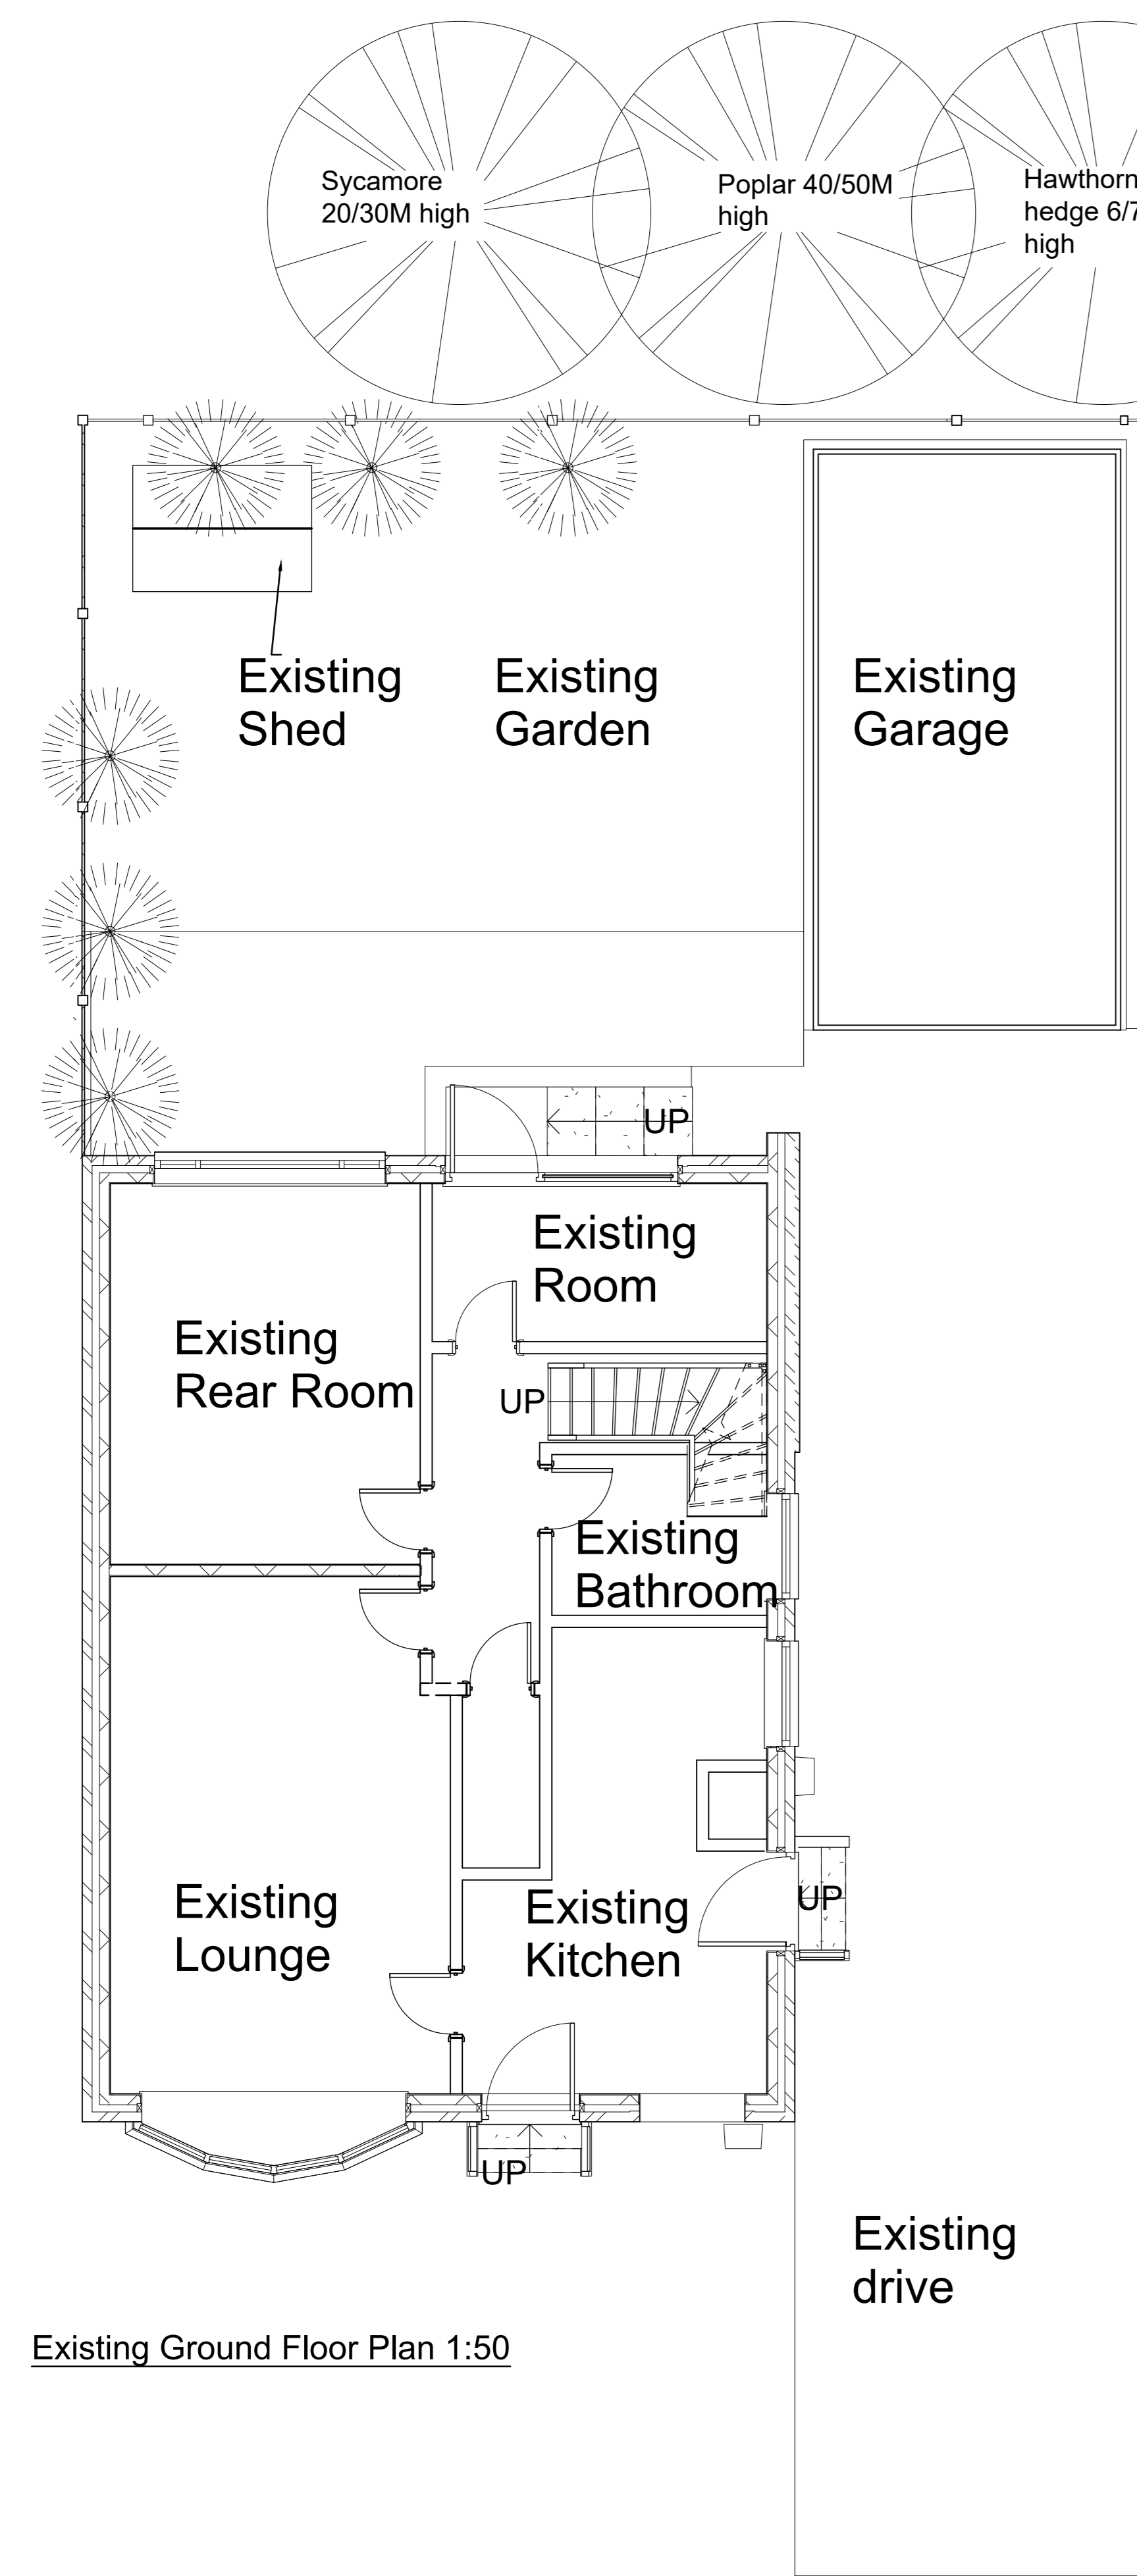 Sycamore
20/30M high
Poplar 40/50M
high
Hawthorn
hedge 6/7
high
Existing
Shed
Existing
Garden
Existing
Garage
UP
Existing
Room
Existing
Rear Room
UP
Existing
Bathroom
Existing
Lounge
Existing
Kitchen
UP
UP
Existing
drive
Existing Ground Floor Plan 1:50